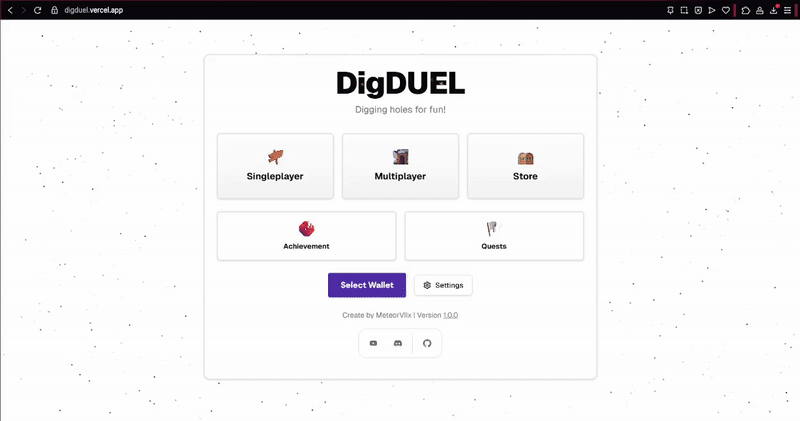 digduel.vercel.app
DigDUEL
Digging holes for fun!
Singleplayer
Multiplayer
Store
Achievement
Quests
Select Wallet
Settings
Create by MeteorVIIx | Version 1.0.0